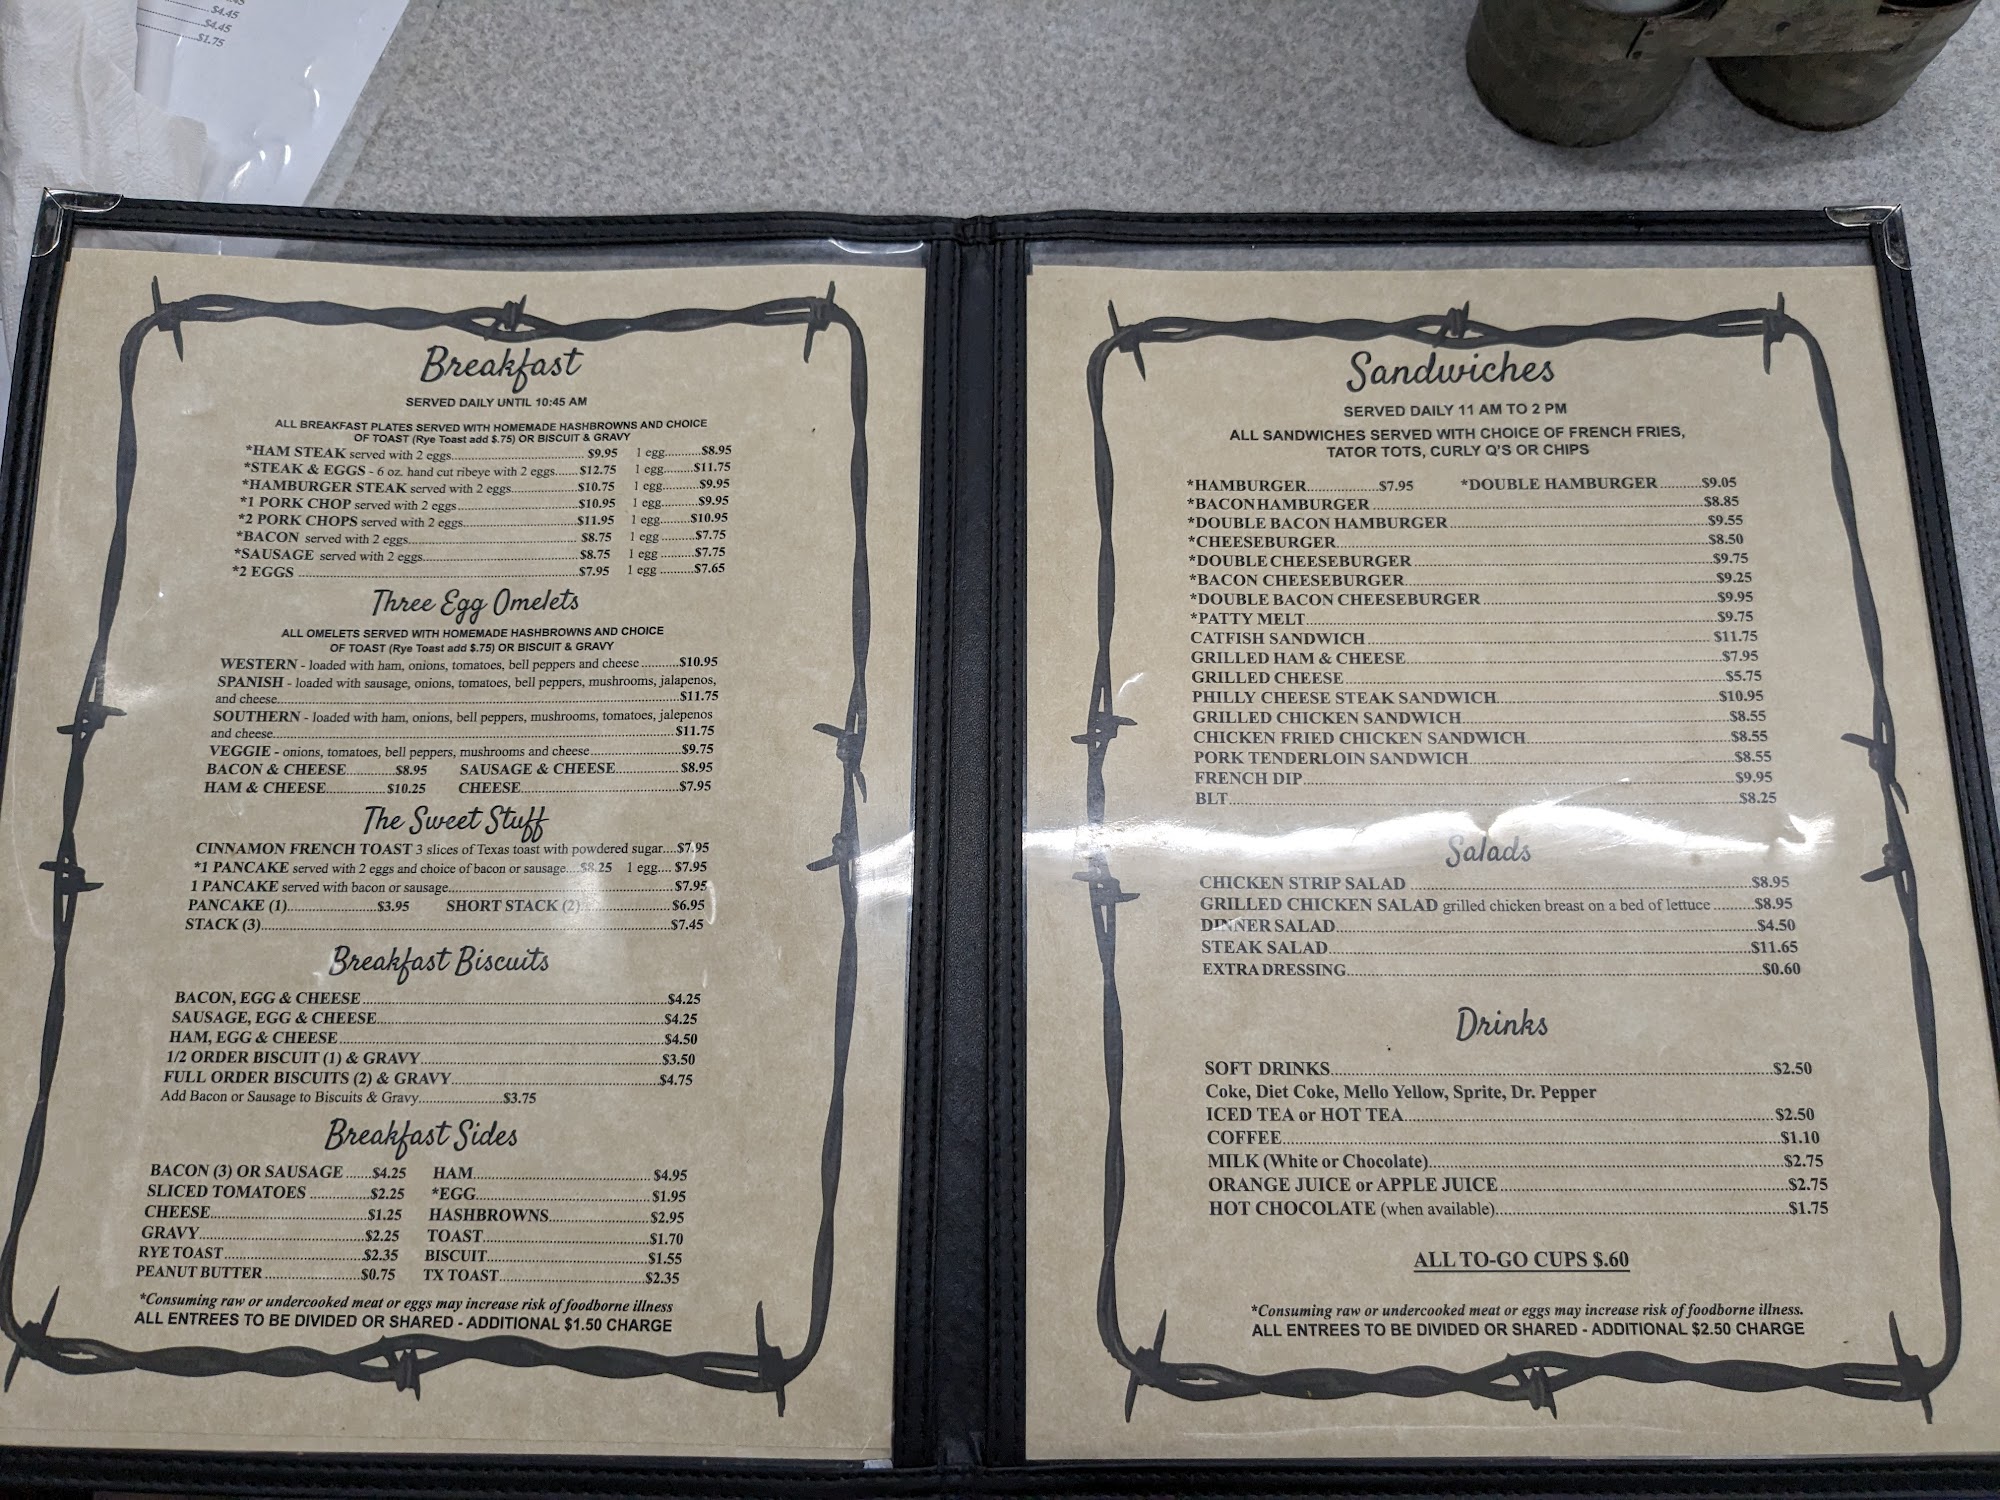 $4.45
$4.45
$1.75
Breakfast
SERVED DAILY UNTIL 10:45 AM
ALL BREAKFAST PLATES SERVED WITH HOMEMADE HASHBROWNS AND CHOICE
OF TOAST (Rye Toast add $.75) OR BISCUIT & GRAVY
*HAM STEAK served with 2 eggs $9.95 1 egg $8.95
*STEAK & EGGS - 6 oz. hand cut ribeye with 2 eggs $12.75 1 egg $11.75
*HAMBURGER STEAK served with 2 eggs $10.75 1 egg $9.95
*1 PORK CHOP served with 2 eggs $10.95 1 egg $9.95
*2 PORK CHOPS served with 2 eggs $11.95 1 egg $10.95
*BACON served with 2 eggs $8.75 1 egg $7.75
*SAUSAGE served with 2 eggs $8.75 1 egg $7.75
*2 EGGS $7.95 1 egg $7.65
Three Egg Omelets
ALL OMELETS SERVED WITH HOMEMADE HASHBROWNS AND CHOICE
OF TOAST (Rye Toast add $.75) OR BISCUIT & GRAVY
WESTERN - loaded with ham, onions, tomatoes, bell peppers and cheese $10.95
SPANISH - loaded with sausage, onions, tomatoes, bell peppers, mushrooms, jalapenos,
and cheese $11.75
SOUTHERN - loaded with ham, onions, bell peppers, mushrooms, tomatoes, jalepenos
and cheese $11.75
VEGGIE - onions, tomatoes, bell peppers, mushrooms and cheese $9.75
BACON & CHEESE $8.95 SAUSAGE & CHEESE $8.95
HAM & CHEESE $10.25 CHEESE $7.95
The Sweet Stuff
CINNAMON FRENCH TOAST 3 slices of Texas toast with powdered sugar $7.95
*1 PANCAKE served with 2 eggs and choice of bacon or sausage $8.25 1 egg $7.95
1 PANCAKE served with bacon or sausage $7.95
PANCAKE (1) $3.95 SHORT STACK (2) $6.95
STACK (3) $7.45
Breakfast Biscuits
BACON, EGG & CHEESE $4.25
SAUSAGE, EGG & CHEESE $4.25
HAM, EGG & CHEESE $4.50
1/2 ORDER BISCUIT (1) & GRAVY $3.50
FULL ORDER BISCUITS (2) & GRAVY $4.75
Add Bacon or Sausage to Biscuits & Gravy $3.75
Breakfast Sides
BACON (3) OR SAUSAGE $4.25 HAM $4.95
SLICED TOMATOES $2.25 *EGG $1.95
CHEESE $1.25 HASHBROWNS $2.95
GRAVY $2.25 TOAST $1.70
RYE TOAST $2.35 BISCUIT $1.55
PEANUT BUTTER $0.75 TX TOAST $2.35
*Consuming raw or undercooked meat or eggs may increase risk of foodborne illness
ALL ENTREES TO BE DIVIDED OR SHARED - ADDITIONAL $1.50 CHARGE
Sandwiches
SERVED DAILY 11 AM TO 2 PM
ALL SANDWICHES SERVED WITH CHOICE OF FRENCH FRIES,
TATOR TOTS, CURLY Q'S OR CHIPS
*HAMBURGER $7.95 *DOUBLE HAMBURGER $9.05
*BACON HAMBURGER $8.85
*DOUBLE BACON HAMBURGER $9.55
*CHEESEBURGER $8.50
*DOUBLE CHEESEBURGER $9.75
*BACON CHEESEBURGER $9.25
*DOUBLE BACON CHEESEBURGER $9.95
*PATTY MELT $9.75
CATFISH SANDWICH $11.75
GRILLED HAM & CHEESE $7.95
GRILLED CHEESE $5.75
PHILLY CHEESE STEAK SANDWICH $10.95
GRILLED CHICKEN SANDWICH $8.55
CHICKEN FRIED CHICKEN SANDWICH $8.55
PORK TENDERLOIN SANDWICH $8.55
FRENCH DIP $9.95
BLT $8.25
Salads
CHICKEN STRIP SALAD $8.95
GRILLED CHICKEN SALAD grilled chicken breast on a bed of lettuce $8.95
DINNER SALAD $4.50
STEAK SALAD $11.65
EXTRA DRESSING $0.60
Drinks
SOFT DRINKS $2.50
Coke, Diet Coke, Mello Yellow, Sprite, Dr. Pepper
ICED TEA or HOT TEA $2.50
COFFEE $1.10
MILK (White or Chocolate) $2.75
ORANGE JUICE or APPLE JUICE $2.75
HOT CHOCOLATE (when available) $1.75
ALL TO-GO CUPS $.60
*Consuming raw or undercooked meat or eggs may increase risk of foodborne illness.
ALL ENTREES TO BE DIVIDED OR SHARED - ADDITIONAL $2.50 CHARGE